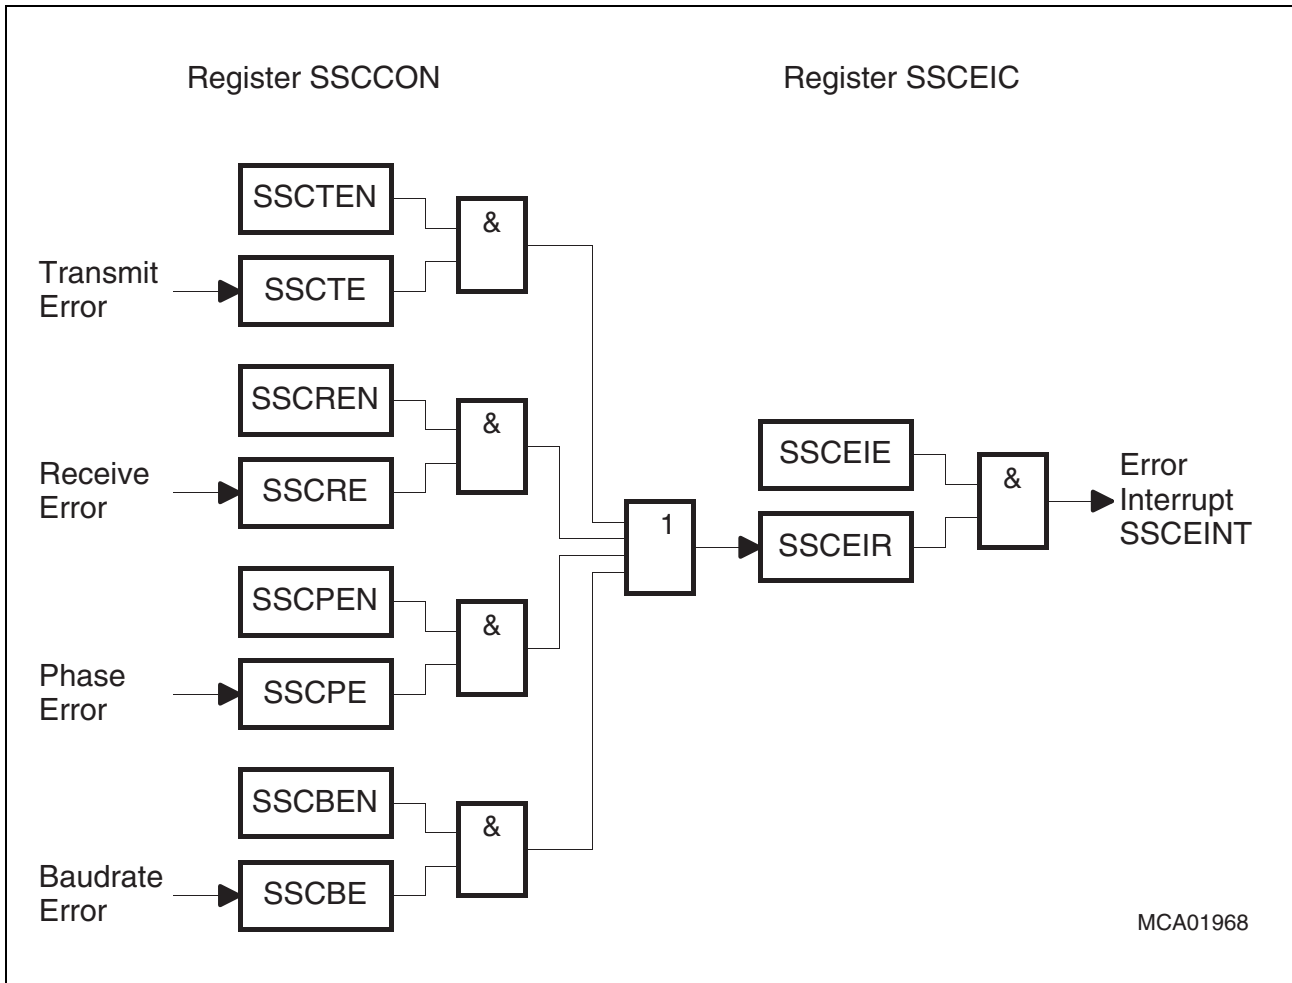 Register SSCCON
Register SSCEIC
SSCTEN
&
Transmit
Error
SSCTE
SSCREN
&
Receive
Error
SSCRE
SSCEIE
&
Error
Interrupt
SSCEINT
1
SSCEIR
SSCPEN
&
Phase
Error
SSCPE
SSCBEN
&
Baudrate
Error
SSCBE
MCA01968